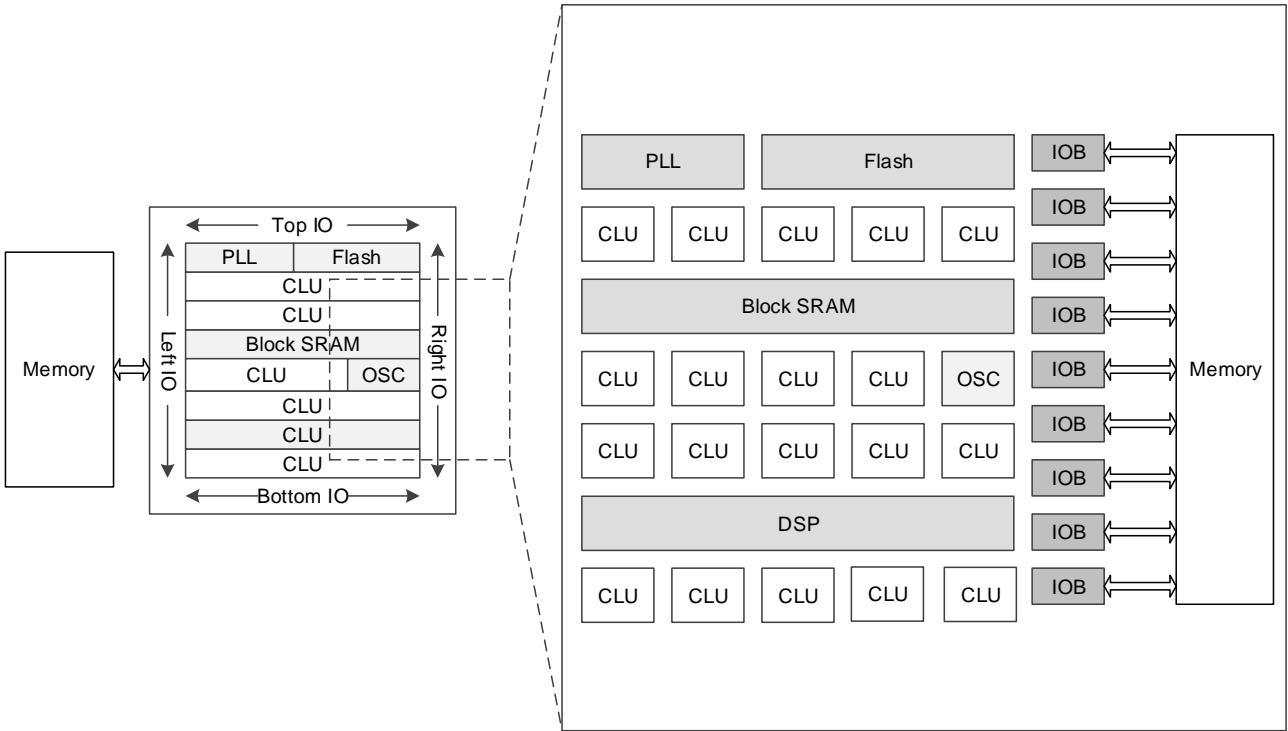 Memory
Top IO
PLL Flash
CLU
CLU
Block SRAM
CLU OSC
CLU
CLU
CLU
Left IO
Right IO
Bottom IO
PLL Flash IOB
IOB
CLU CLU CLU CLU CLU
IOB
Block SRAM IOB
CLU CLU CLU CLU OSC IOB
Memory
IOB
CLU CLU CLU CLU CLU
IOB
DSP IOB
CLU CLU CLU CLU CLU IOB